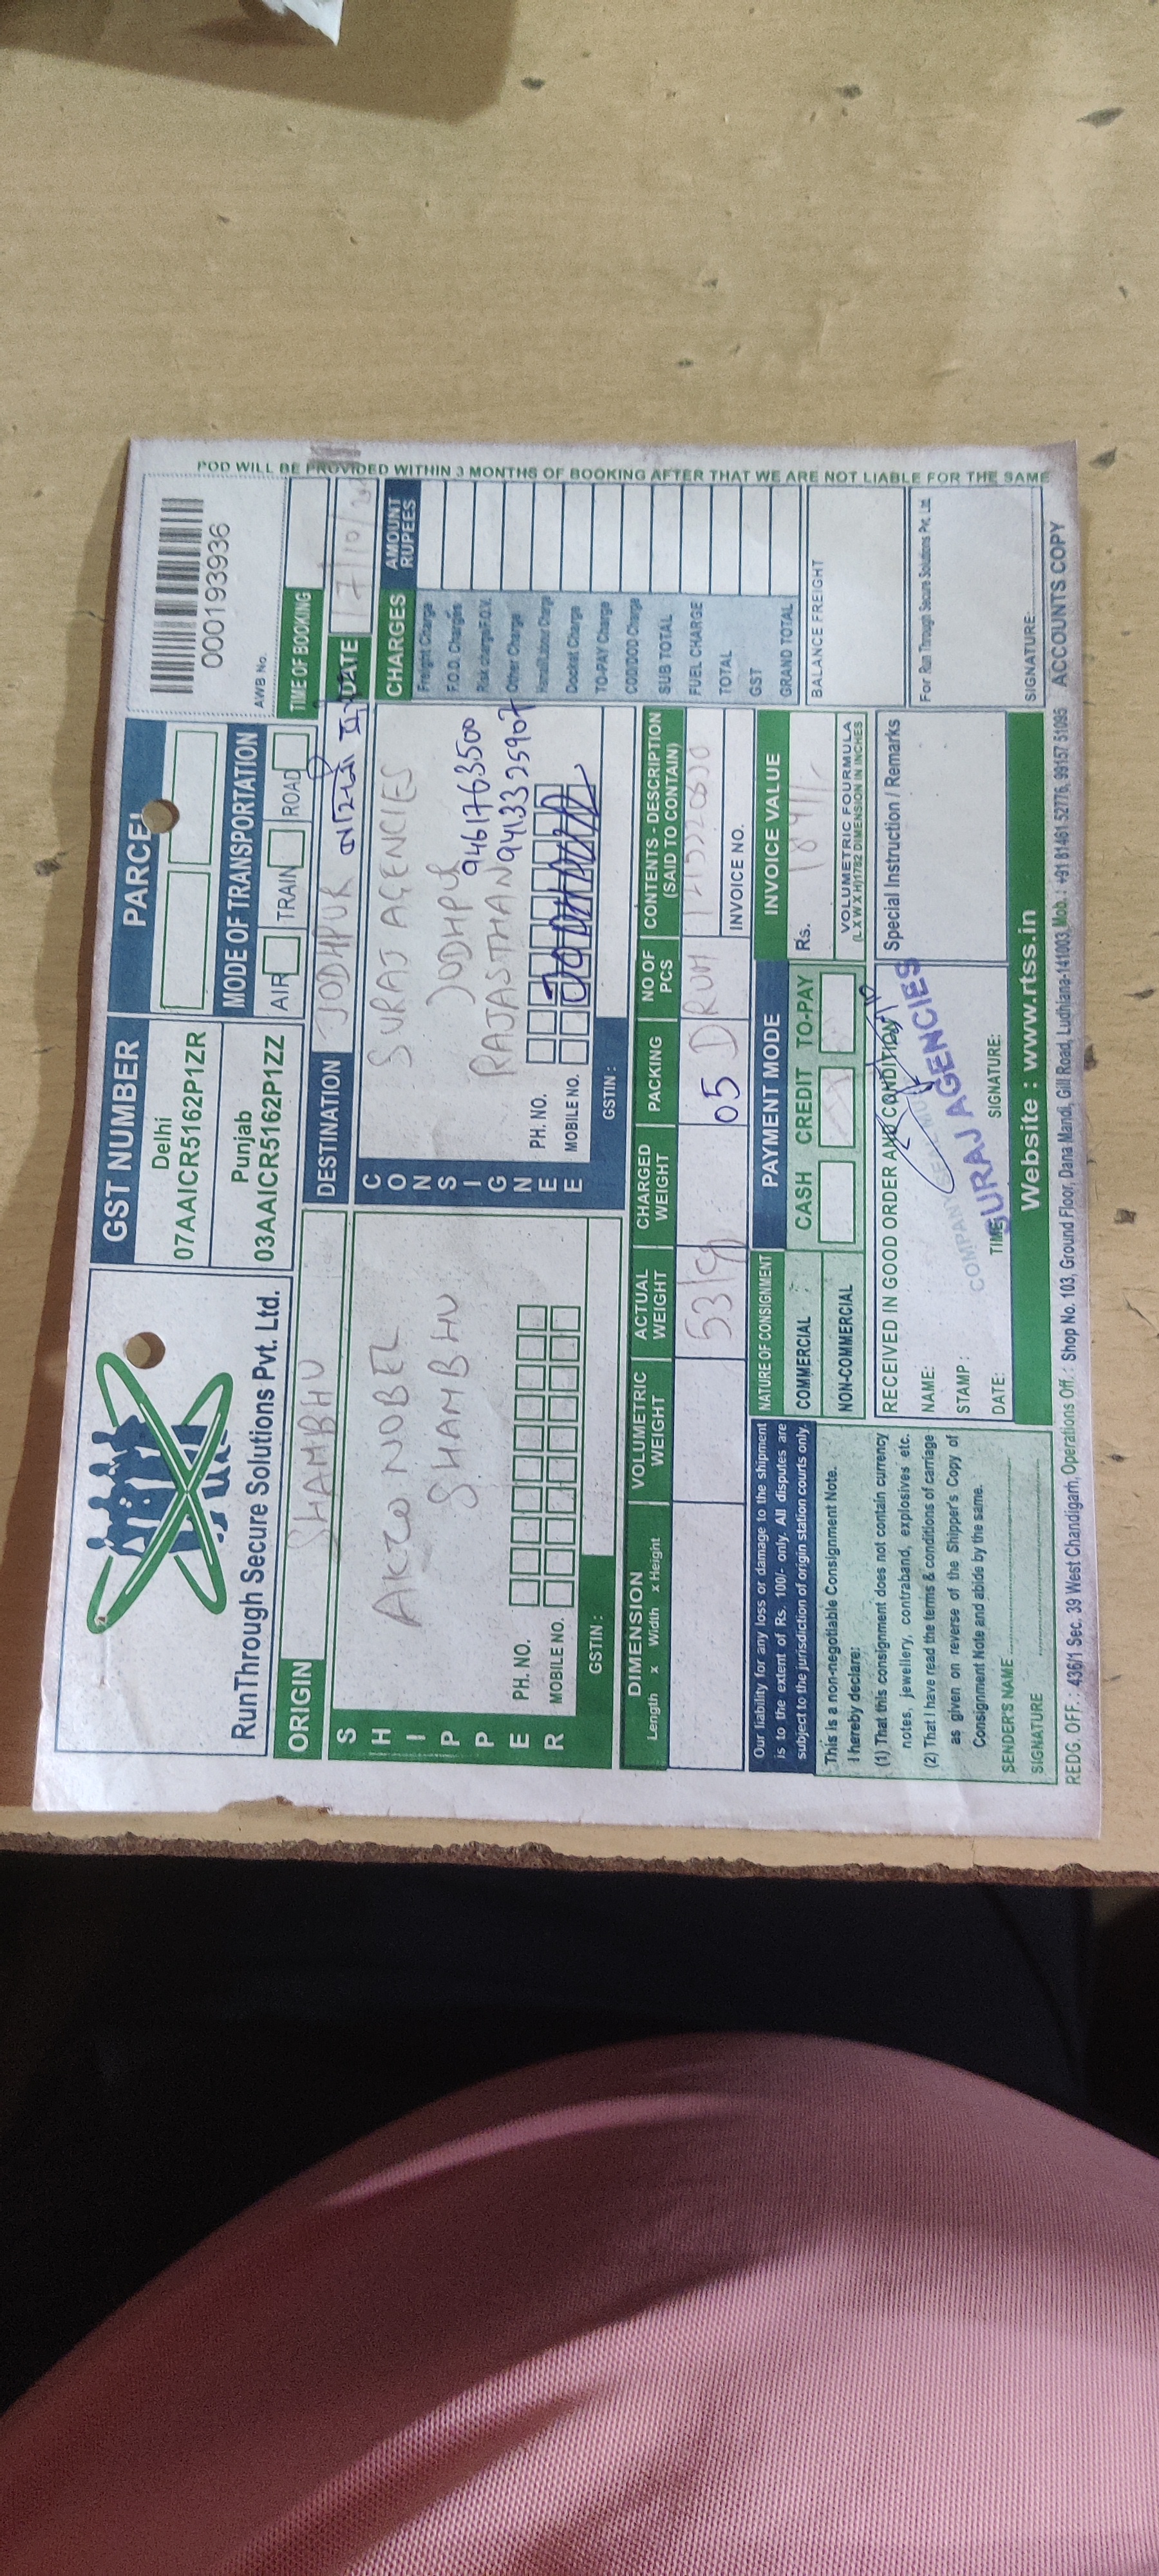 RunThrough Secure Solutions Pvt. Ltd.
GST NUMBER
Delhi
07AAICR5162P1ZR
Punjab
03AAICR5162P1ZZ
PARCEL
MODE OF TRANSPORTATION
AIR TRAIN ROAD
000193936
AWB No.
TIME OF BOOKING
ORIGIN SHAMBHU
DESTINATION JODHPUR
DATE 17/10/
SHIPPER
AKZO NOBEL
SHAMBHU
PH. NO.
MOBILE NO.
GSTIN :
CONSIGNEE
SURAJ AGENCIES
JODHPUR
9461763500
RAJASTHAN 9413325907
PH. NO.
MOBILE NO.
GSTIN :
CHARGES AMOUNT RUPEES
Freight Charge
F.O.D. Charges
Risk charge/F.O.V.
Other Charge
Handling/Labour Charge
Docket Charge
TO-PAY Charge
COD/DOD Charge
SUB TOTAL
FUEL CHARGE
TOTAL
GST
GRAND TOTAL
BALANCE FREIGHT
DIMENSION
Length x Width x Height
VOLUMETRIC WEIGHT
ACTUAL WEIGHT
CHARGED WEIGHT
PACKING
NO OF PCS
CONTENTS - DESCRIPTION
(SAID TO CONTAIN)
05 DRUM
INVOICE NO.
Our liability for any loss or damage to the shipment
is to the extent of Rs. 100/- only. All disputes are
subject to the jurisdiction of origin station courts only.
This is a non-negotiable Consignment Note.
I hereby declare:
(1) That this consignment does not contain currency
notes, jewellery, contraband, explosives etc.
(2) That I have read the terms & conditions of carriage
as given on reverse of the Shipper's Copy of
Consignment Note and abide by the same.
SENDER'S NAME
SIGNATURE
NATURE OF CONSIGNMENT
COMMERCIAL
NON-COMMERCIAL
PAYMENT MODE
CASH CREDIT TO-PAY
INVOICE VALUE
Rs.
VOLUMETRIC FOURMULA
(L X W X H)/1782 DIMENSION IN INCHES
RECEIVED IN GOOD ORDER AND CONDITION
NAME:
STAMP :
DATE: TIME: SIGNATURE:
SURAJ AGENCIES
Special Instruction / Remarks
For Run Through Secure Solutions Pvt. Ltd.
SIGNATURE:
Website : www.rtss.in
REDG. OFF. : 436/1 Sec. 39 West Chandigarh, Operations Off. : Shop No. 103, Ground Floor, Dana Mandi, Gill Road, Ludhiana-141003 Mob. : +91 81461 52776, 99157 51095 ACCOUNTS COPY
POD WILL BE PROVIDED WITHIN 3 MONTHS OF BOOKING AFTER THAT WE ARE NOT LIABLE FOR THE SAME